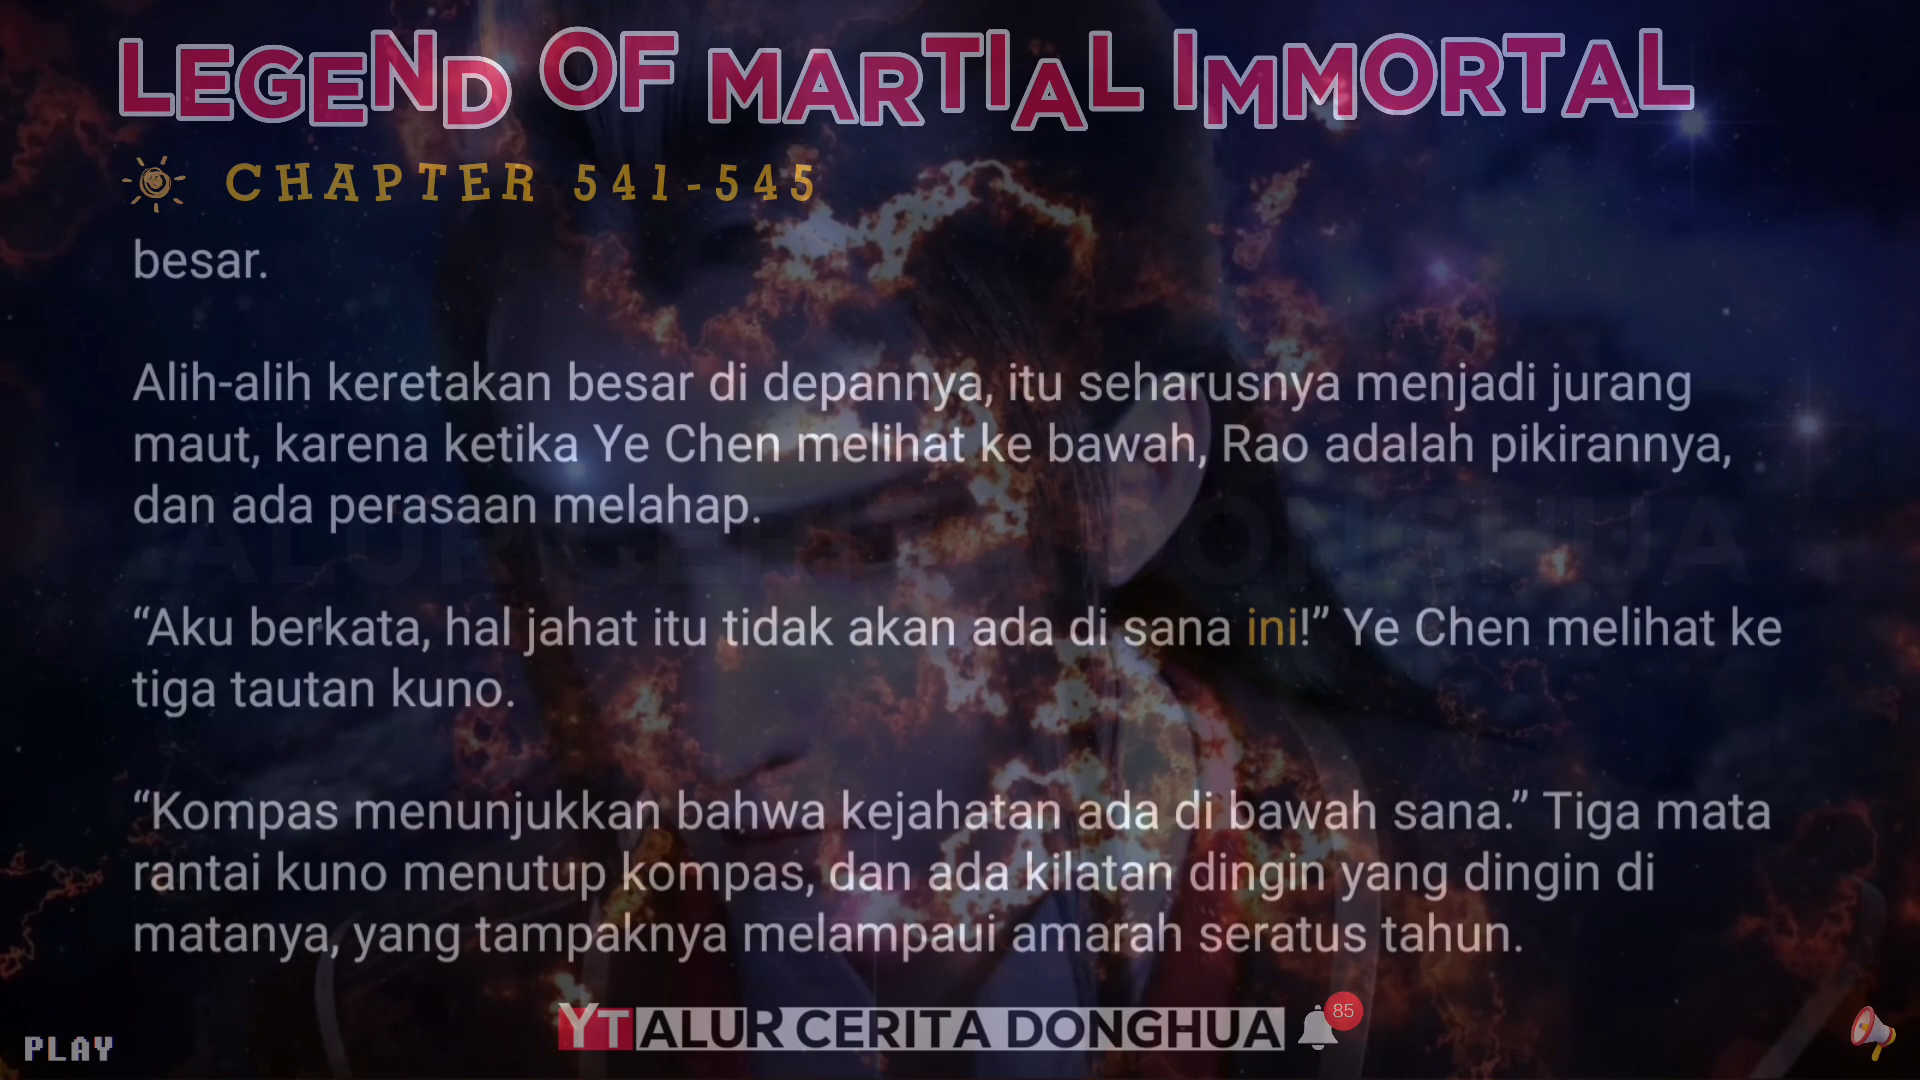 LEGEND OF MARTIAL IMMORTAL
CHAPTER 541-545
besar.
Alih-alih keretakan besar di depannya, itu seharusnya menjadi jurang
maut, karena ketika Ye Chen melihat ke bawah, Rao adalah pikirannya,
dan ada perasaan melahap.
ALUR CERITA DONGHUA
“Aku berkata, hal jahat itu tidak akan ada di sana ini!” Ye Chen melihat ke
tiga tautan kuno.
“Kompas menunjukkan bahwa kejahatan ada di bawah sana.” Tiga mata
rantai kuno menutup kompas, dan ada kilatan dingin yang dingin di
matanya, yang tampaknya melampaui amarah seratus tahun.
YT ALUR CERITA DONGHUA 85
PLAY